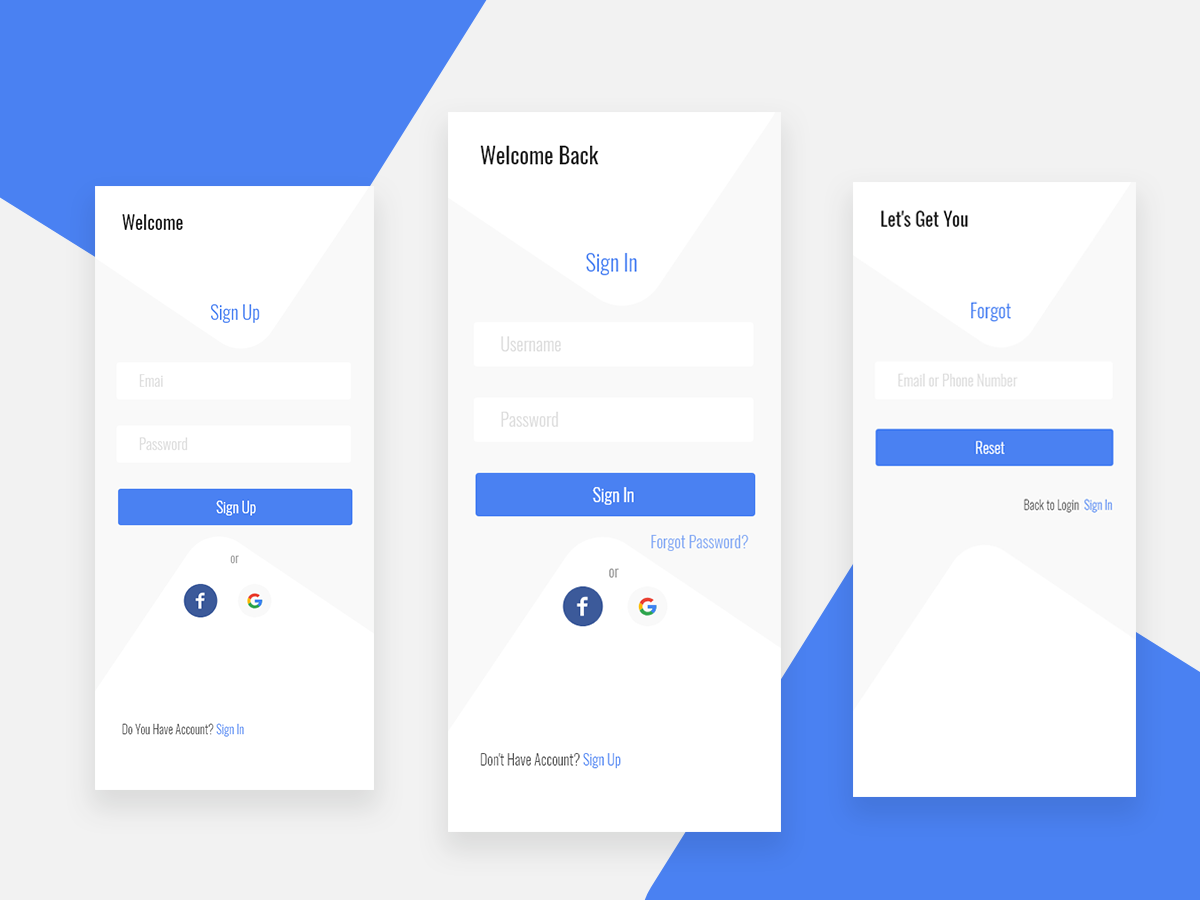 Welcome
Sign Up
Emai
Password
Sign Up
or
f
G
Do You Have Account? Sign In
Welcome Back
Sign In
Username
Password
Sign In
Forgot Password?
or
f
G
Don't Have Account? Sign Up
Let's Get You
Forgot
Email or Phone Number
Reset
Back to Login Sign In